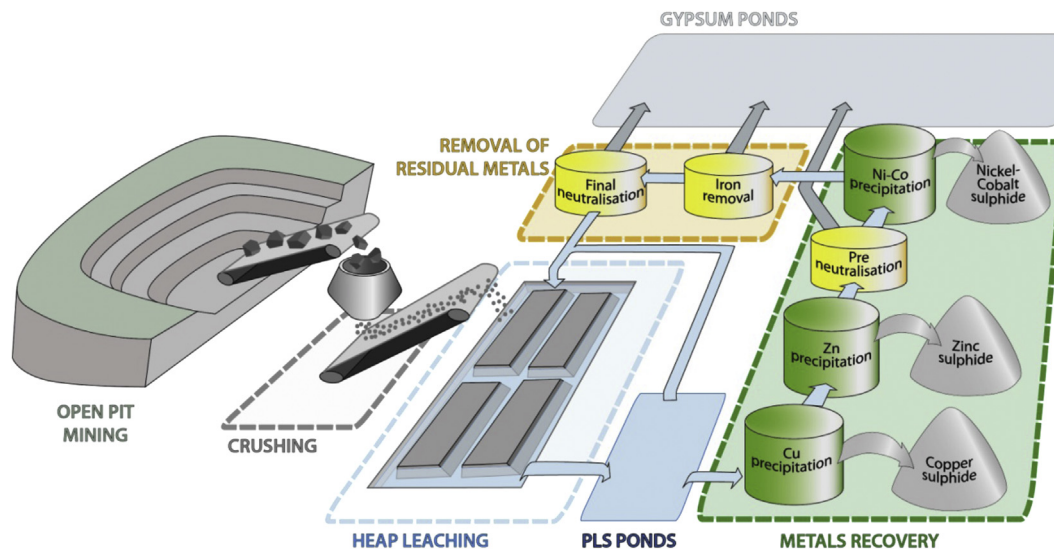 GYPSUM PONDS
REMOVAL OF
RESIDUAL METALS
Final
neutralisation
Iron
removal
Ni-Co
precipitation
Nickel-
Cobalt
sulphide
Pre
neutralisation
Zn
precipitation
Zinc
sulphide
Cu
precipitation
Copper
sulphide
OPEN PIT
MINING
CRUSHING
HEAP LEACHING
PLS PONDS
METALS RECOVERY